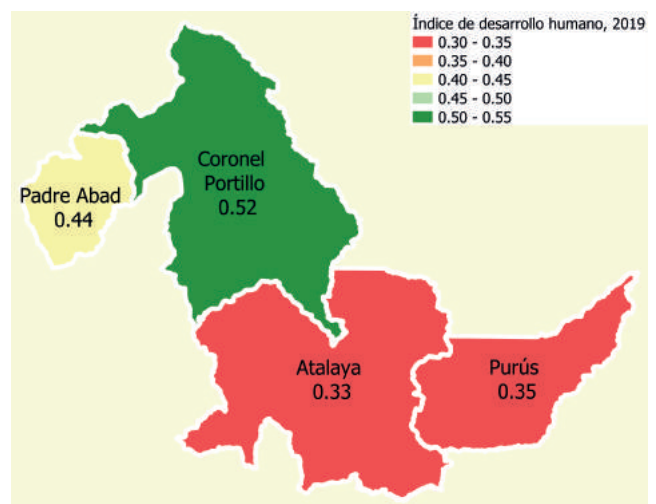 Índice de desarrollo humano, 2019
0.30 - 0.35
0.35 - 0.40
0.40 - 0.45
0.45 - 0.50
0.50 - 0.55
Coronel
Portillo
0.52
Padre Abad
0.44
Atalaya
0.33
Purús
0.35